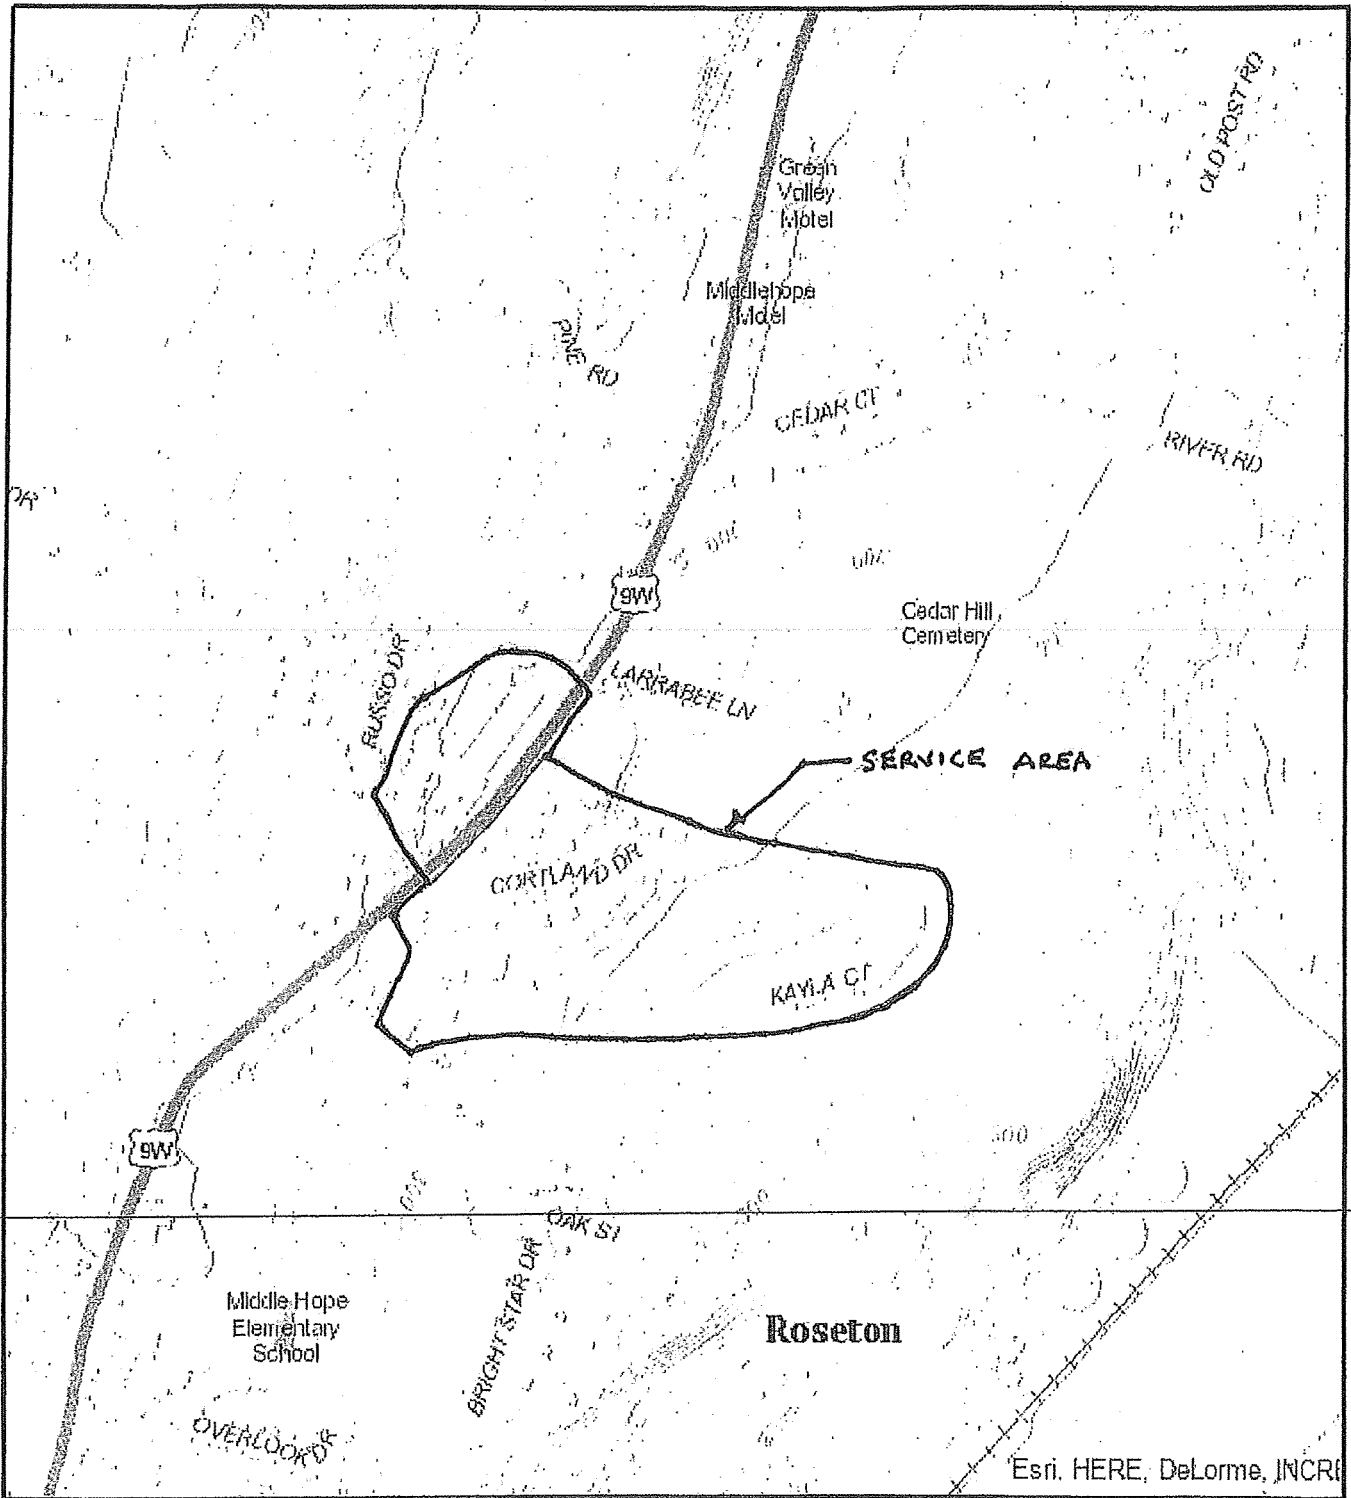 OLD POST RD
Green
Valley
Motel
Middlehope
Motel
PINE RD
CEDAR CT
RIVER RD
DR
9W
Cedar Hill
Cemetery
RUSSO DR
LARRABEE LN
SERVICE AREA
CORTLAND DR
KAYLA CT
9W
OAK ST
BRIGHT STAR DR
Middle Hope
Elementary
School
Roseton
OVERLOOK DR
Esri, HERE, DeLorme, INCRE